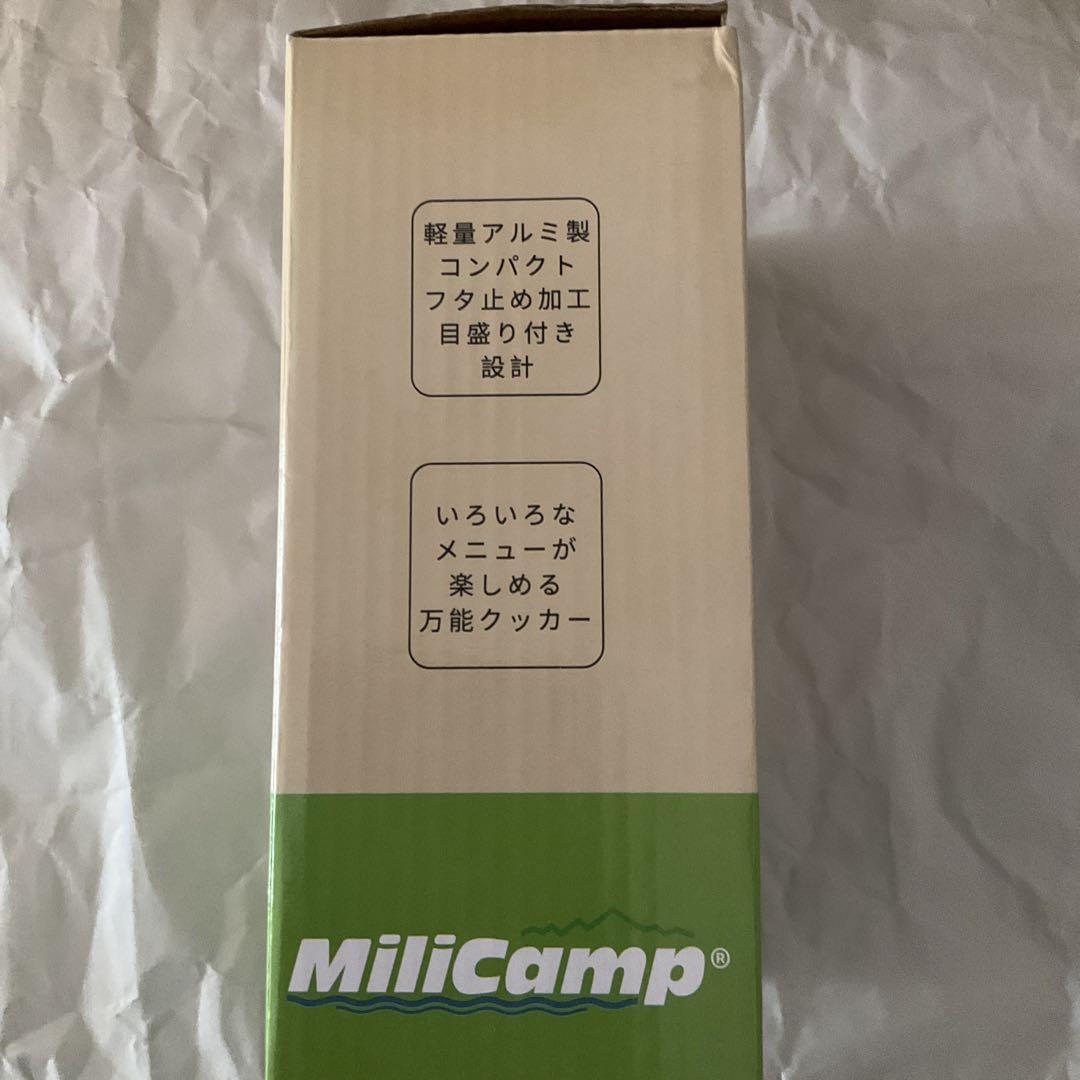 軽量アルミ製
コンパクト
フタ止め加工
目盛り付き
設計
いろいろな
メニューが
楽しめる
万能クッカー
MiliCamp®